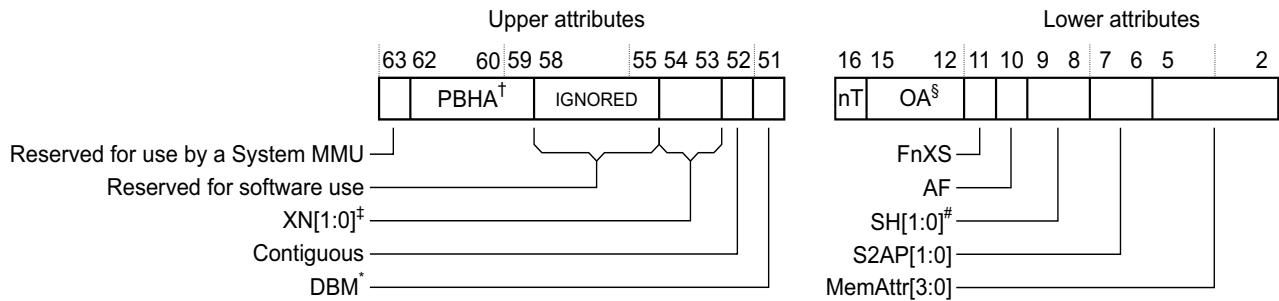 Upper attributes Lower attributes
63 62 60 59 58 55 54 53 52 51 16 15 12 11 10 9 8 7 6 5 2
PBHA† IGNORED nT OA§
Reserved for use by a System MMU FnXS
Reserved for software use AF
XN[1:0]‡ SH[1:0]#
Contiguous S2AP[1:0]
DBM* MemAttr[3:0]